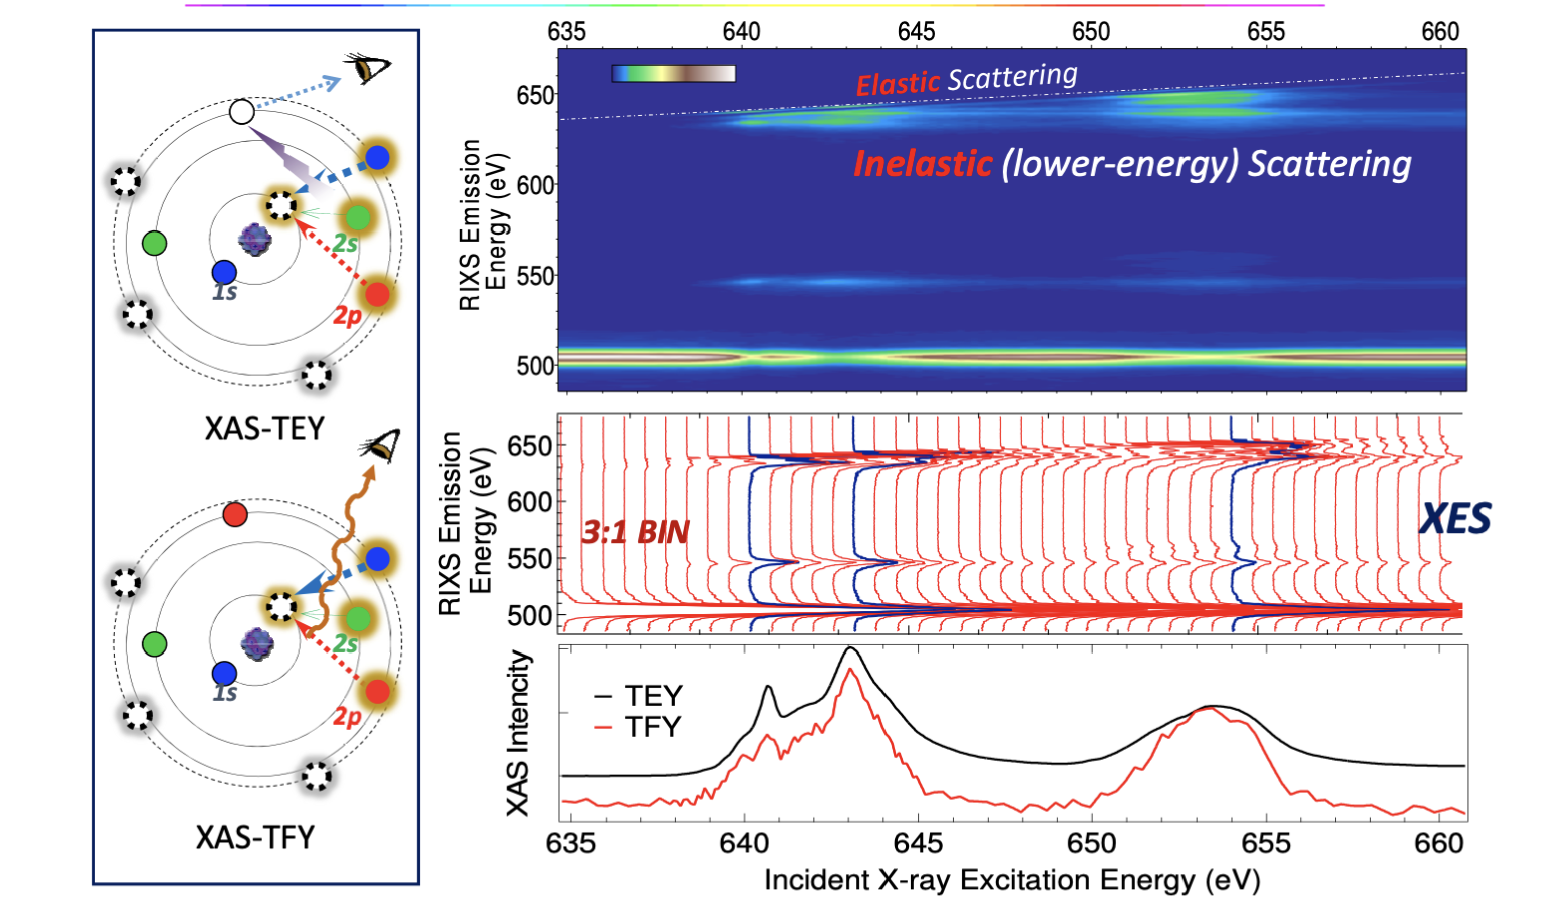 2s
1s
2p
XAS-TEY
2s
1s
2p
XAS-TFY
635 640 645 650 655 660
Elastic Scattering
Inelastic (lower-energy) Scattering
RIXS Emission
Energy (eV)
650
600
550
500
RIXS Emission
Energy (eV)
650
600
550
500
3:1 BIN
XES
XAS Intencity
TEY
TFY
635 640 645 650 655 660
Incident X-ray Excitation Energy (eV)